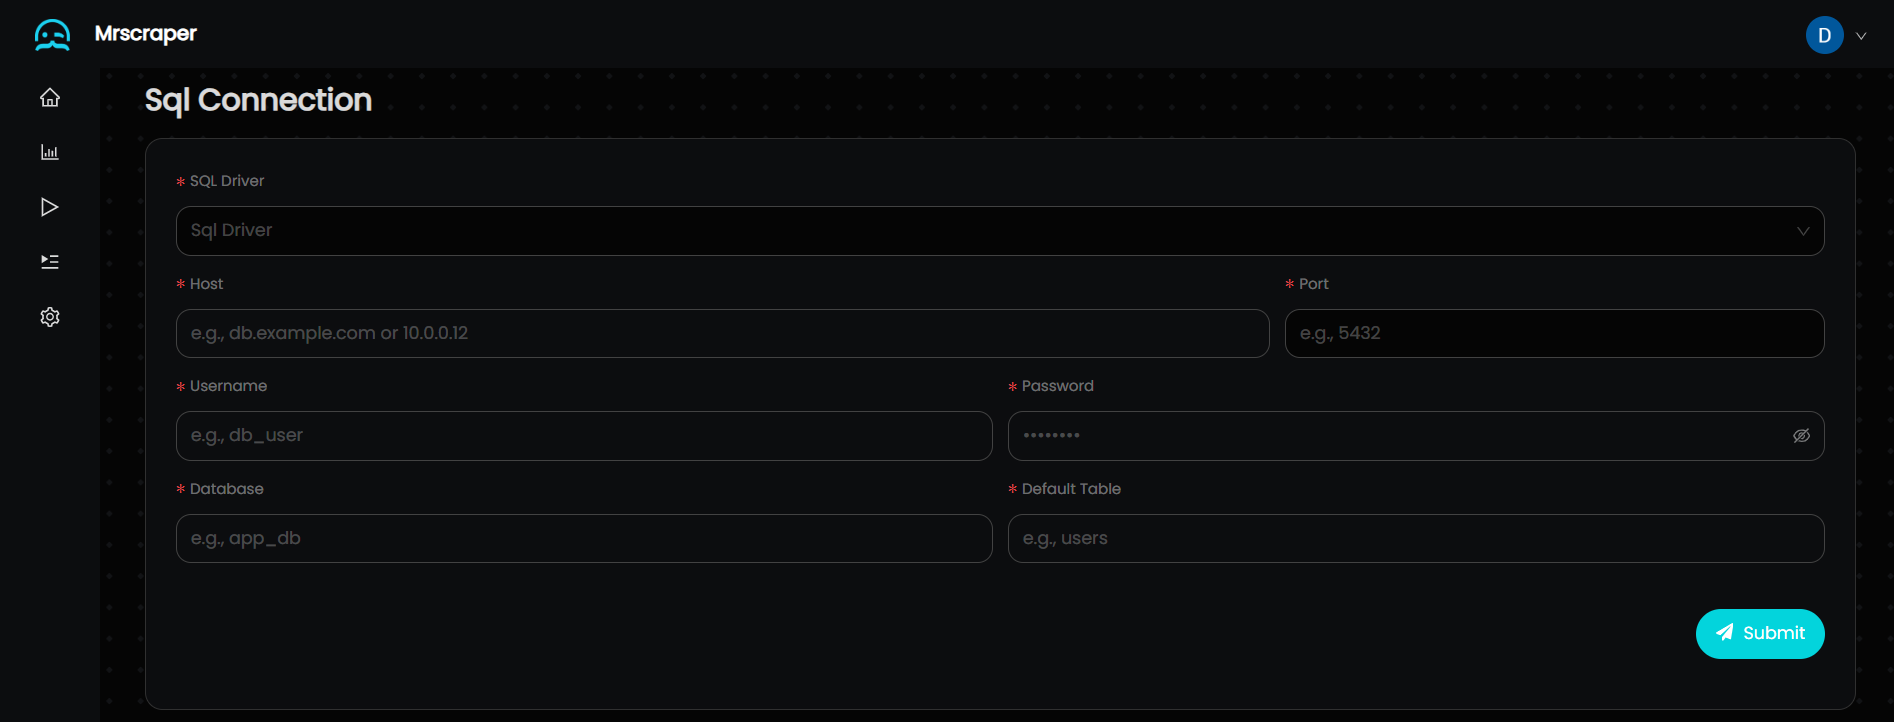 Mrscraper
D
Sql Connection
* SQL Driver
Sql Driver
* Host
* Port
e.g., db.example.com or 10.0.0.12
e.g., 5432
* Username
* Password
e.g., db_user
••••••••
* Database
* Default Table
e.g., app_db
e.g., users
Submit